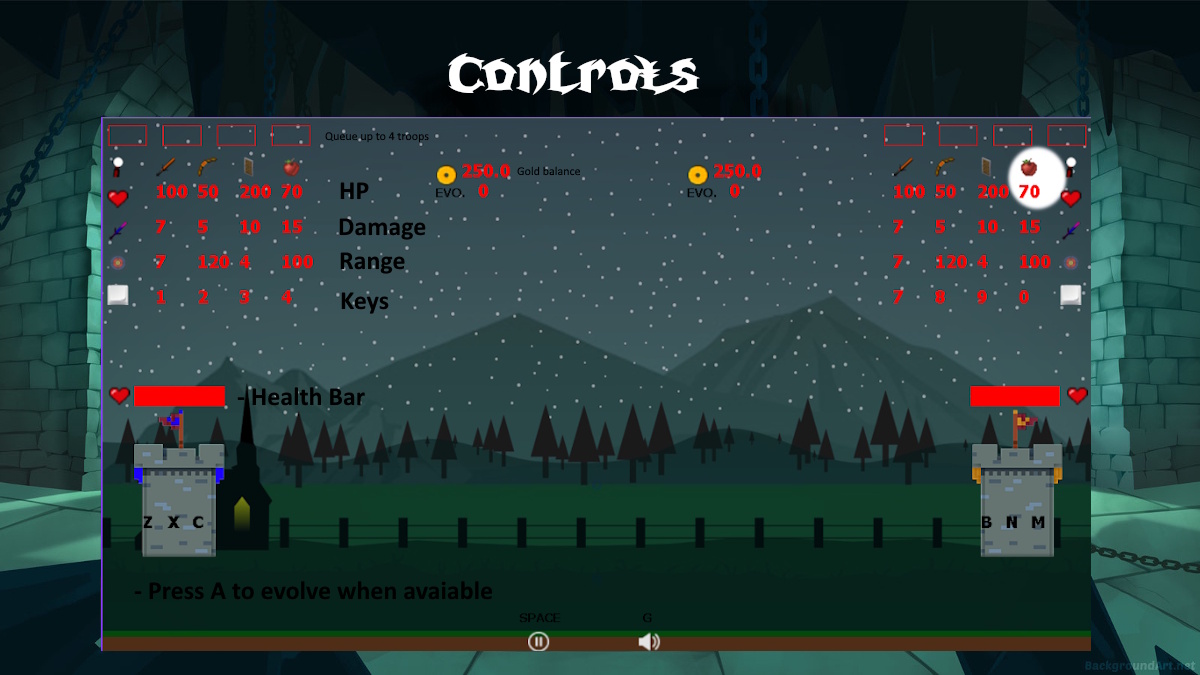 Controls
Queue up to 4 troops
250.0 Gold balance
250.0
EVO. 0
EVO. 0
100 50 200 70 HP
100 50 200 70
7 5 10 15 Damage
7 5 10 15
7 120 4 100 Range
7 120 4 100
1 2 3 4 Keys
7 8 9 0
- Health Bar
Z X C
B N M
- Press A to evolve when avaiable
SPACE G
BackgroundArt.net